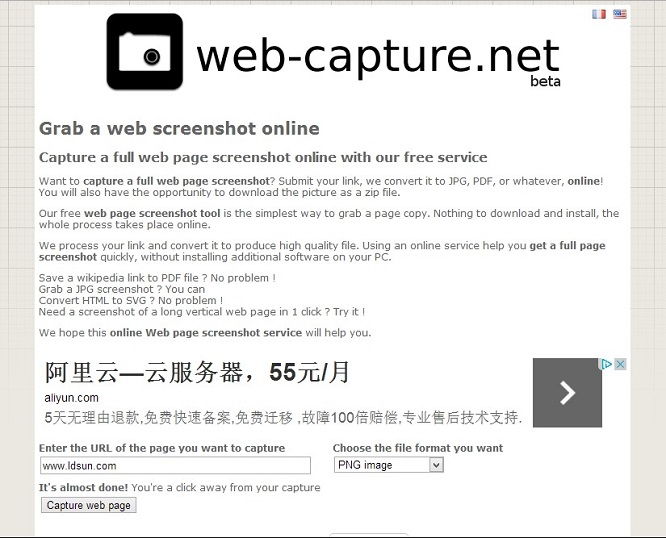 web-capture.net
beta
Grab a web screenshot online
Capture a full web page screenshot online with our free service
Want to capture a full web page screenshot? Submit your link, we convert it to JPG, PDF, or whatever, online!
You will also have the opportunity to download the picture as a zip file.
Our free web page screenshot tool is the simplest way to grab a page copy. Nothing to download and install, the
whole process takes place online.
We process your link and convert it to produce high quality file. Using an online service help you get a full page
screenshot quickly, without installing additional software on your PC.
Save a wikipedia link to PDF file ? No problem !
Grab a JPG screenshot ? You can
Convert HTML to SVG ? No problem !
Need a screenshot of a long vertical web page in 1 click ? Try it !
We hope this online Web page screenshot service will help you.
阿里云—云服务器，55元/月
aliyun.com
5天无理由退款,免费快速备案,免费迁移 ,故障100倍赔偿,专业售后技术支持.
Enter the URL of the page you want to capture
Choose the file format you want
www.ldsun.com
PNG image
It's almost done! You're a click away from your capture
Capture web page